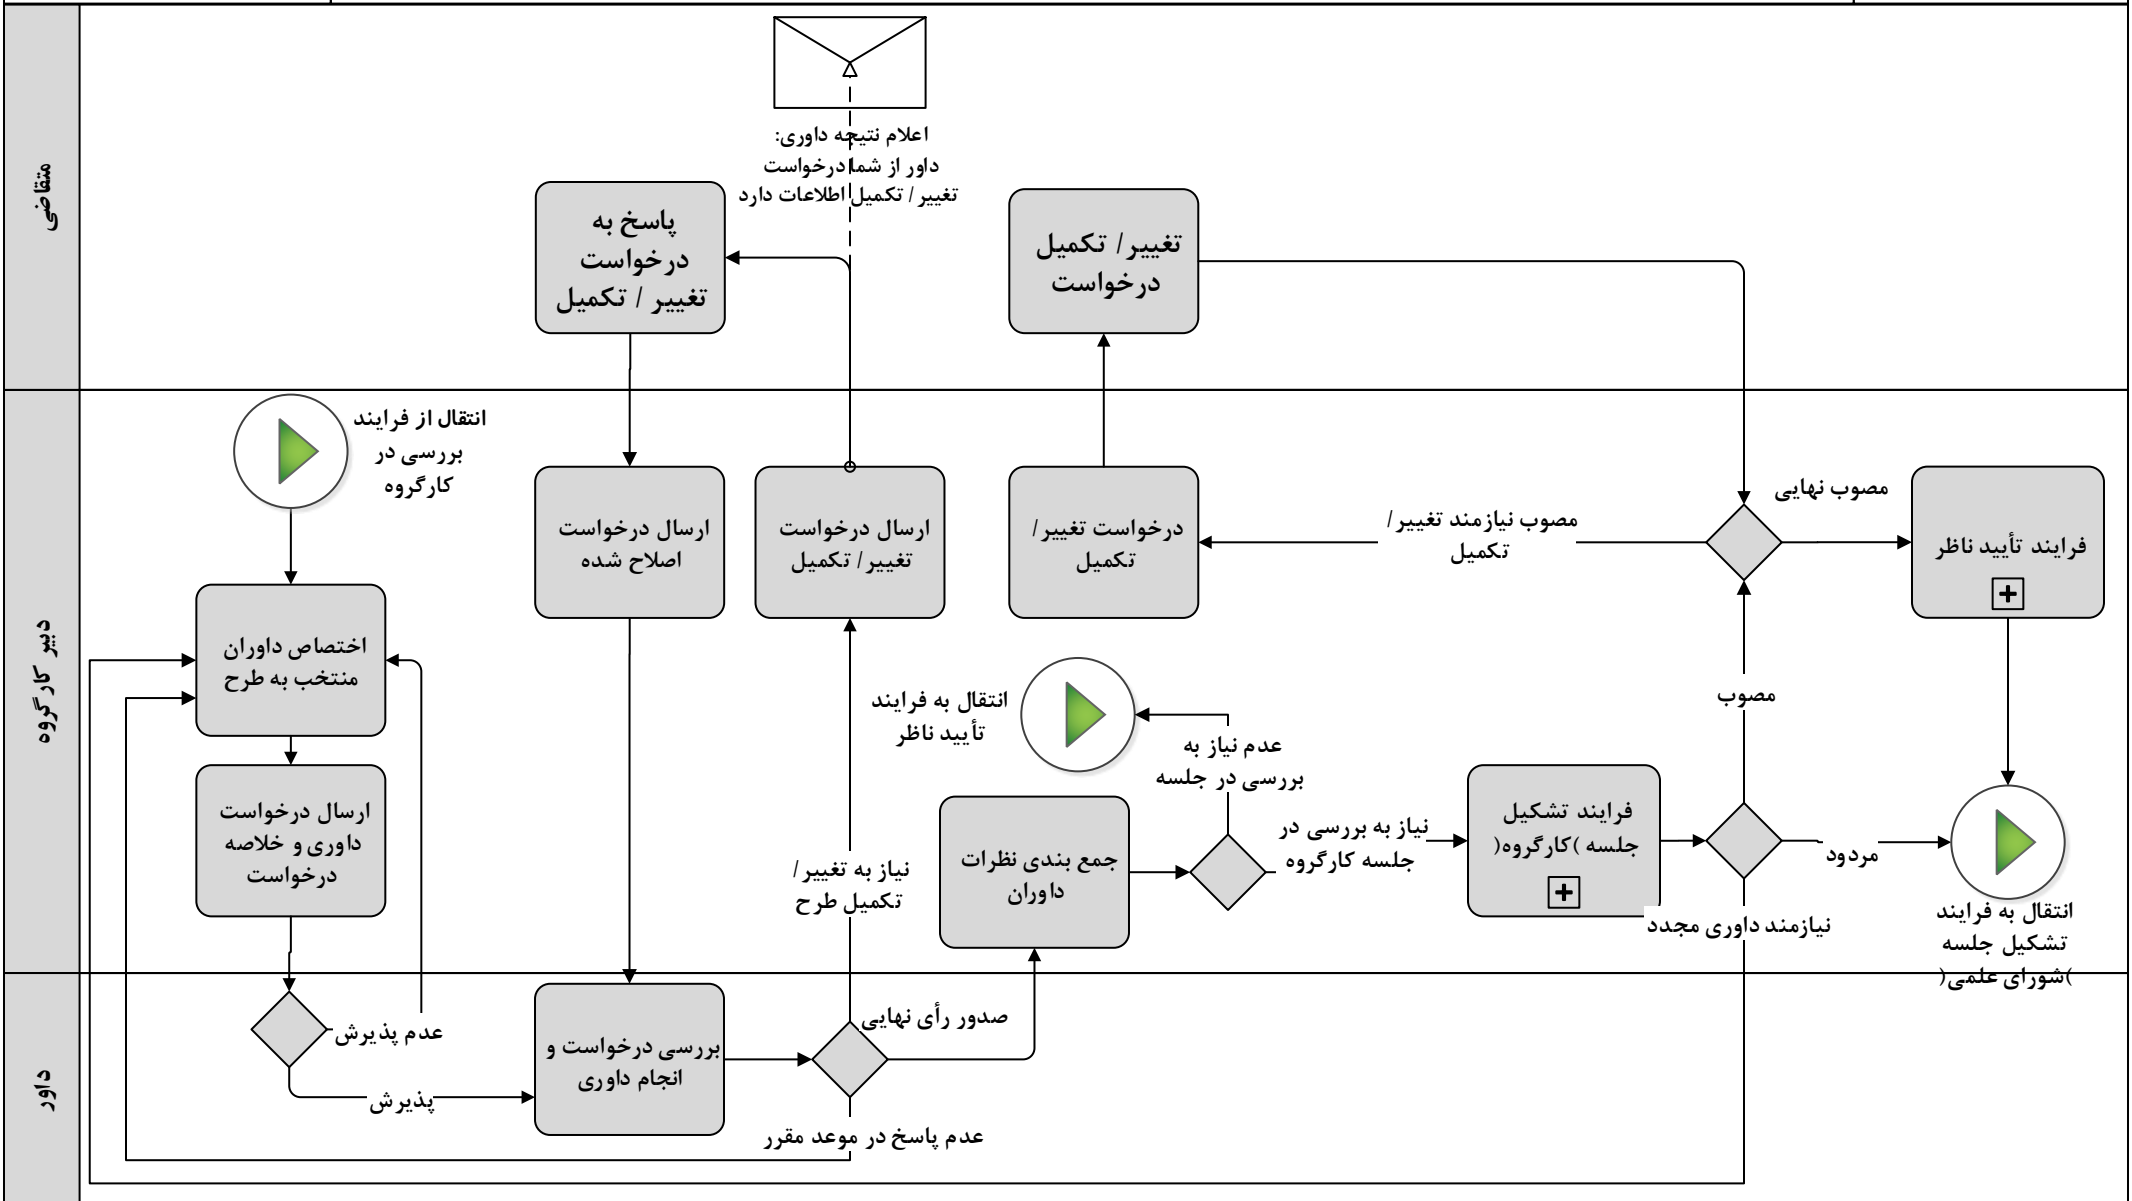 متقاضی
اعلام نتیجه داوری:
داور از شما درخواست
تغییر / تکمیل اطلاعات دارد
پاسخ به
درخواست
تغییر / تکمیل
تغییر / تکمیل
درخواست
دبیر کارگروه
انتقال از فرایند
بررسی در
کارگروه
ارسال درخواست
اصلاح شده
ارسال درخواست
تغییر / تکمیل
درخواست تغییر /
تکمیل
مصوب نیازمند تغییر /
تکمیل
مصوب نهایی
فرایند تأیید ناظر
اختصاص داوران
منتخب به طرح
انتقال به فرایند
تأیید ناظر
عدم نیاز به
بررسی در جلسه
مصوب
ارسال درخواست
داوری و خلاصه
درخواست
نیاز به تغییر /
تکمیل طرح
جمع بندی نظرات
داوران
نیاز به بررسی در
جلسه کارگروه
فرایند تشکیل
جلسه )کارگروه(
مردود
نیازمند داوری مجدد
انتقال به فرایند
تشکیل جلسه
)شورای علمی(
داور
عدم پذیرش
پذیرش
بررسی درخواست و
انجام داوری
صدور رأی نهایی
عدم پاسخ در موعد مقرر